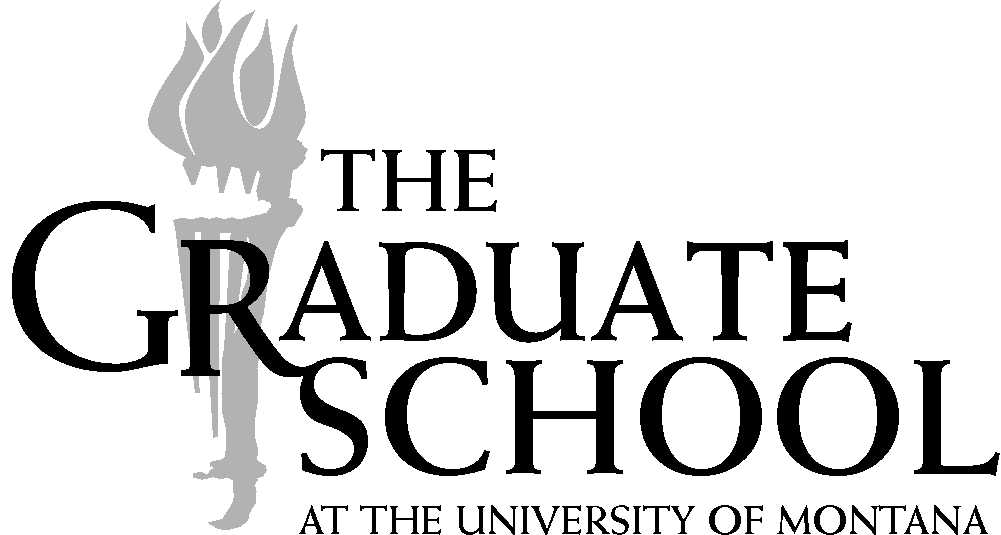 THE
GRADUATE
SCHOOL
AT THE UNIVERSITY OF MONTANA